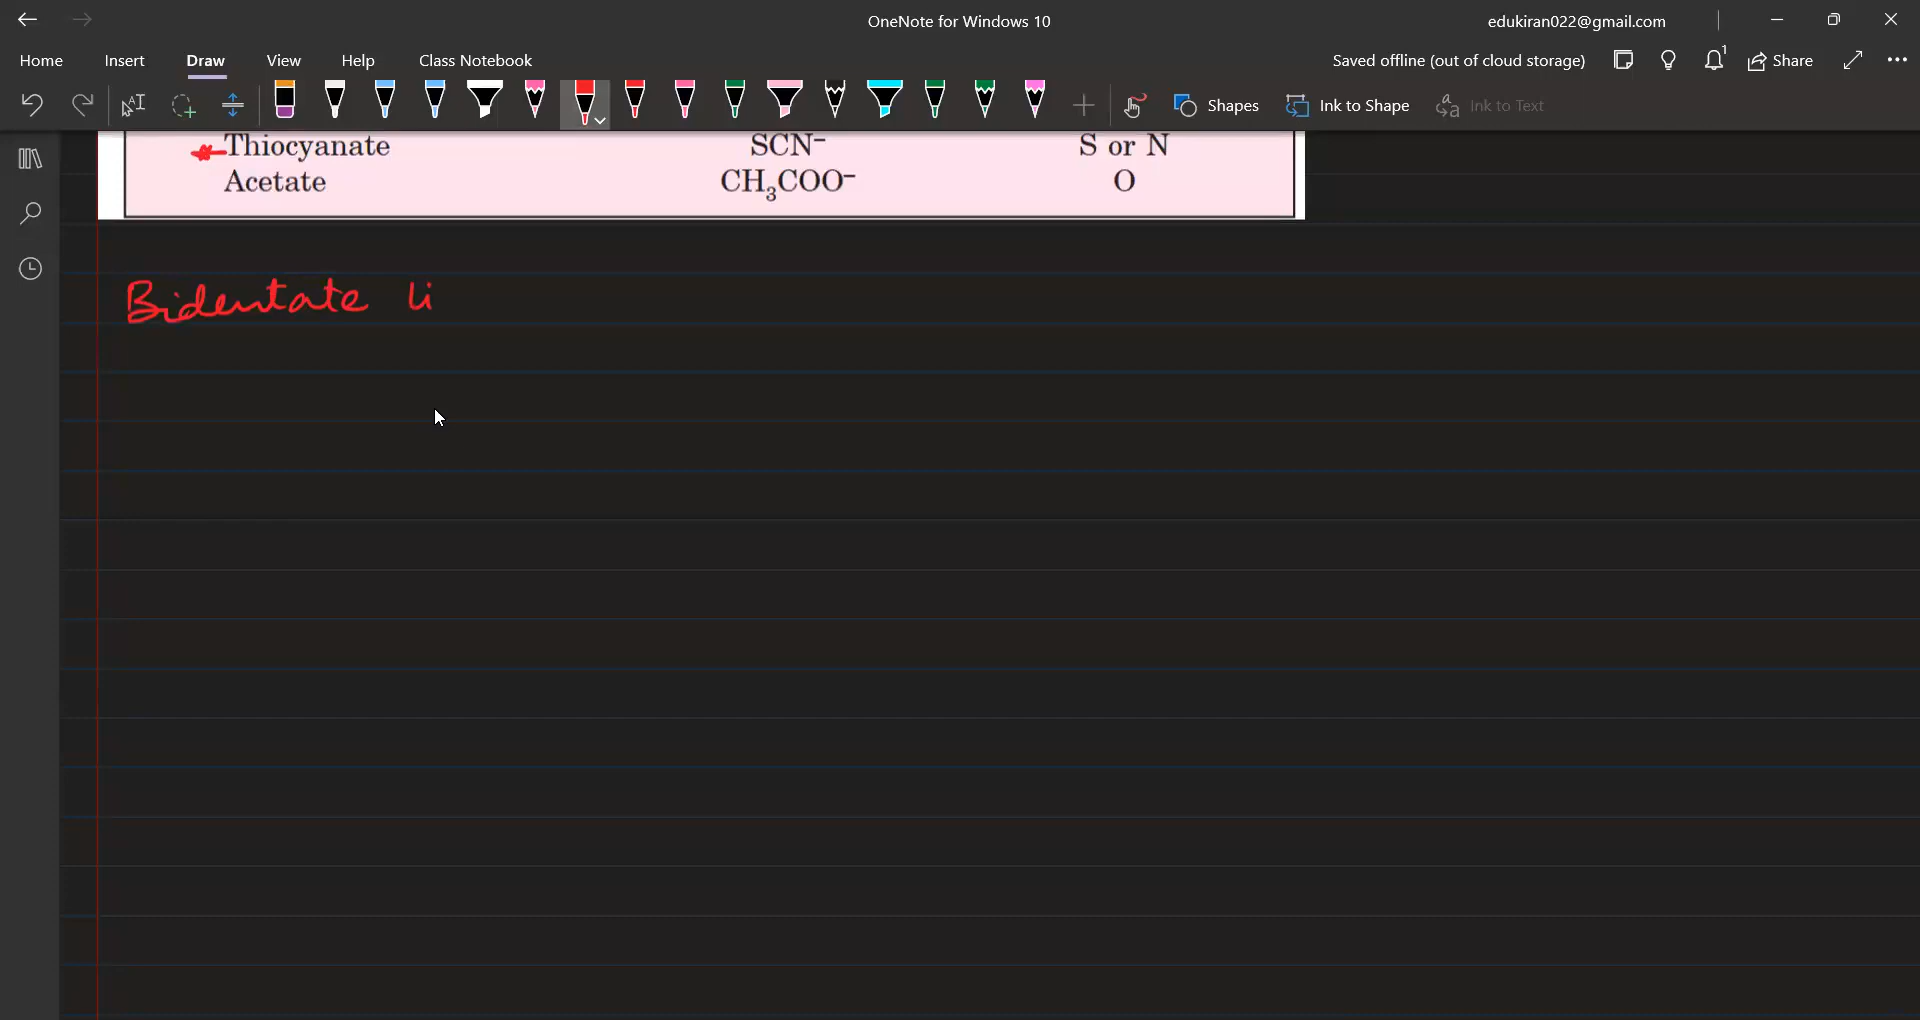 OneNote for Windows 10
edukiran022@gmail.com
Home Insert Draw View Help Class Notebook
Saved offline (out of cloud storage)
1
Share
Shapes
Ink to Shape
Ink to Text
Thiocyanate SCN⁻ S or N
Acetate CH₃COO⁻ O
Bidentate li